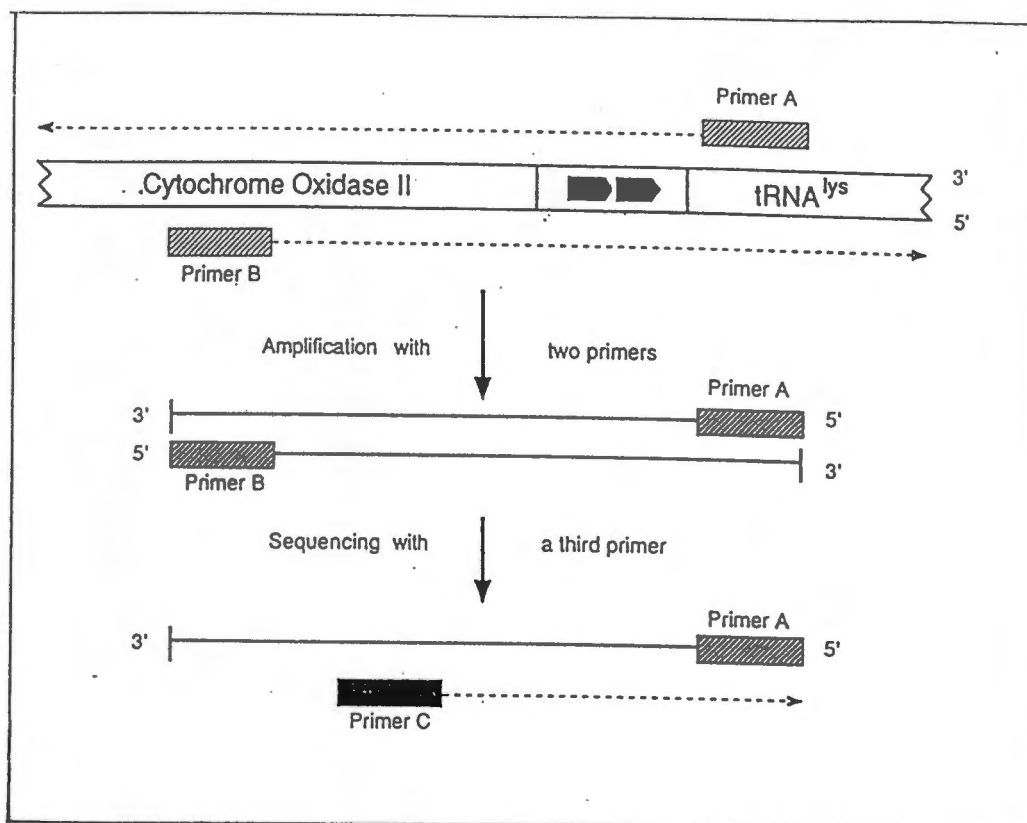 Primer A
Cytochrome Oxidase II
tRNA lys
3'
5'
Primer B
Amplification with two primers
Primer A
3' 5'
5' 3'
Primer B
Sequencing with a third primer
Primer A
3' 5'
Primer C